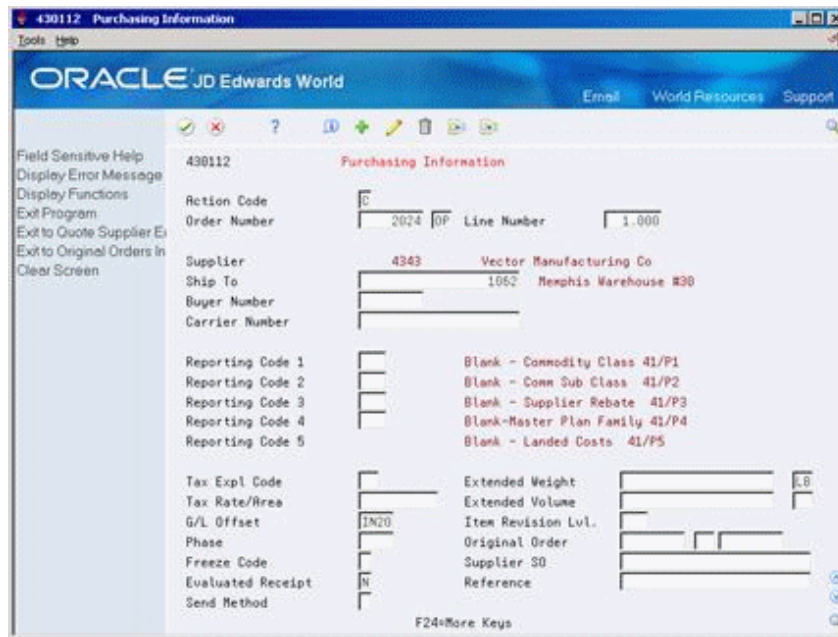 430112 Purchasing Information
Tools Help
ORACLE JD Edwards World
Email World Resources Support
Field Sensitive Help
Display Error Message
Display Functions
Exit Program
Exit to Quote Supplier E
Exit to Original Orders In
Clear Screen
430112 Purchasing Information
Action Code C
Order Number 2024 OP Line Number 1.000
Supplier 4343 Vector Manufacturing Co
Ship To 1062 Memphis Warehouse #30
Buyer Number
Carrier Number
Reporting Code 1 Blank - Commodity Class 41/P1
Reporting Code 2 Blank - Comm Sub Class 41/P2
Reporting Code 3 Blank - Supplier Rebate 41/P3
Reporting Code 4 Blank-Master Plan Family 41/P4
Reporting Code 5 Blank - Landed Costs 41/P5
Tax Expl Code Extended Weight LB
Tax Rate/Area Extended Volume
G/L Offset IN20 Item Revision Lvl.
Phase Original Order
Freeze Code Supplier SO
Evaluated Receipt N Reference
Send Method
F24=More Keys